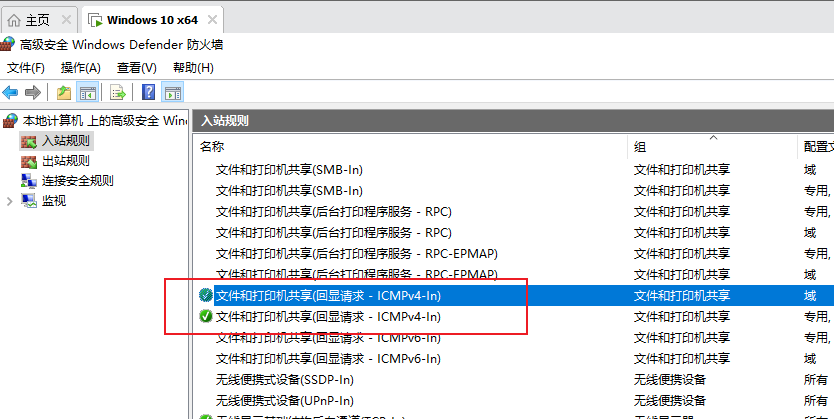 主页 Windows 10 x64
高级安全 Windows Defender 防火墙
文件(F) 操作(A) 查看(V) 帮助(H)
本地计算机 上的高级安全 Win
入站规则
出站规则
连接安全规则
监视
入站规则
名称 组 配置文
文件和打印机共享(SMB-In) 文件和打印机共享 域
文件和打印机共享(SMB-In) 文件和打印机共享 专用,
文件和打印机共享(后台打印程序服务 - RPC) 文件和打印机共享 专用,
文件和打印机共享(后台打印程序服务 - RPC) 文件和打印机共享 域
文件和打印机共享(后台打印程序服务 - RPC-EPMAP) 文件和打印机共享 专用,
文件和打印机共享(后台打印程序服务 - RPC-EPMAP) 文件和打印机共享 域
文件和打印机共享(回显请求 - ICMPv4-In) 文件和打印机共享 域
文件和打印机共享(回显请求 - ICMPv4-In) 文件和打印机共享 专用,
文件和打印机共享(回显请求 - ICMPv6-In) 文件和打印机共享 专用,
文件和打印机共享(回显请求 - ICMPv6-In) 文件和打印机共享 域
无线便携式设备(SSDP-In) 无线便携式设备 所有
无线便携式设备(UPnP-In) 无线便携式设备 所有